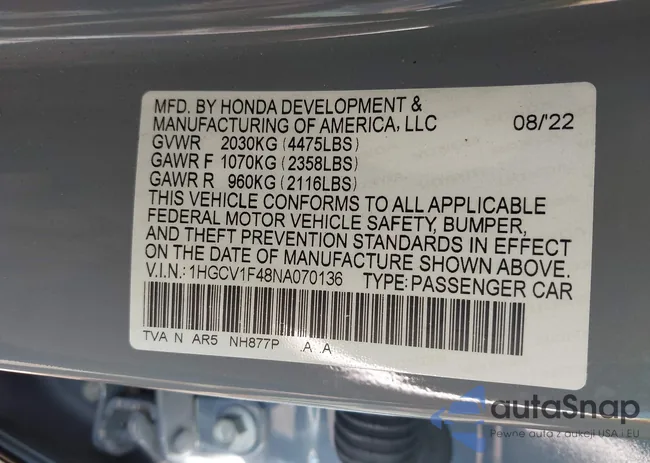 MFD. BY HONDA DEVELOPMENT &
MANUFACTURING OF AMERICA, LLC 08/'22
GVWR 2030KG (4475LBS)
GAWR F 1070KG (2358LBS)
GAWR R 960KG (2116LBS)
THIS VEHICLE CONFORMS TO ALL APPLICABLE
FEDERAL MOTOR VEHICLE SAFETY, BUMPER,
AND THEFT PREVENTION STANDARDS IN EFFECT
ON THE DATE OF MANUFACTURE SHOWN ABOVE.
V.I.N.: 1HGCV1F48NA070136 TYPE: PASSENGER CAR
TVA N AR5 NH877P .A .A
autoSnap
Pewne auta z aukcji USA i EU